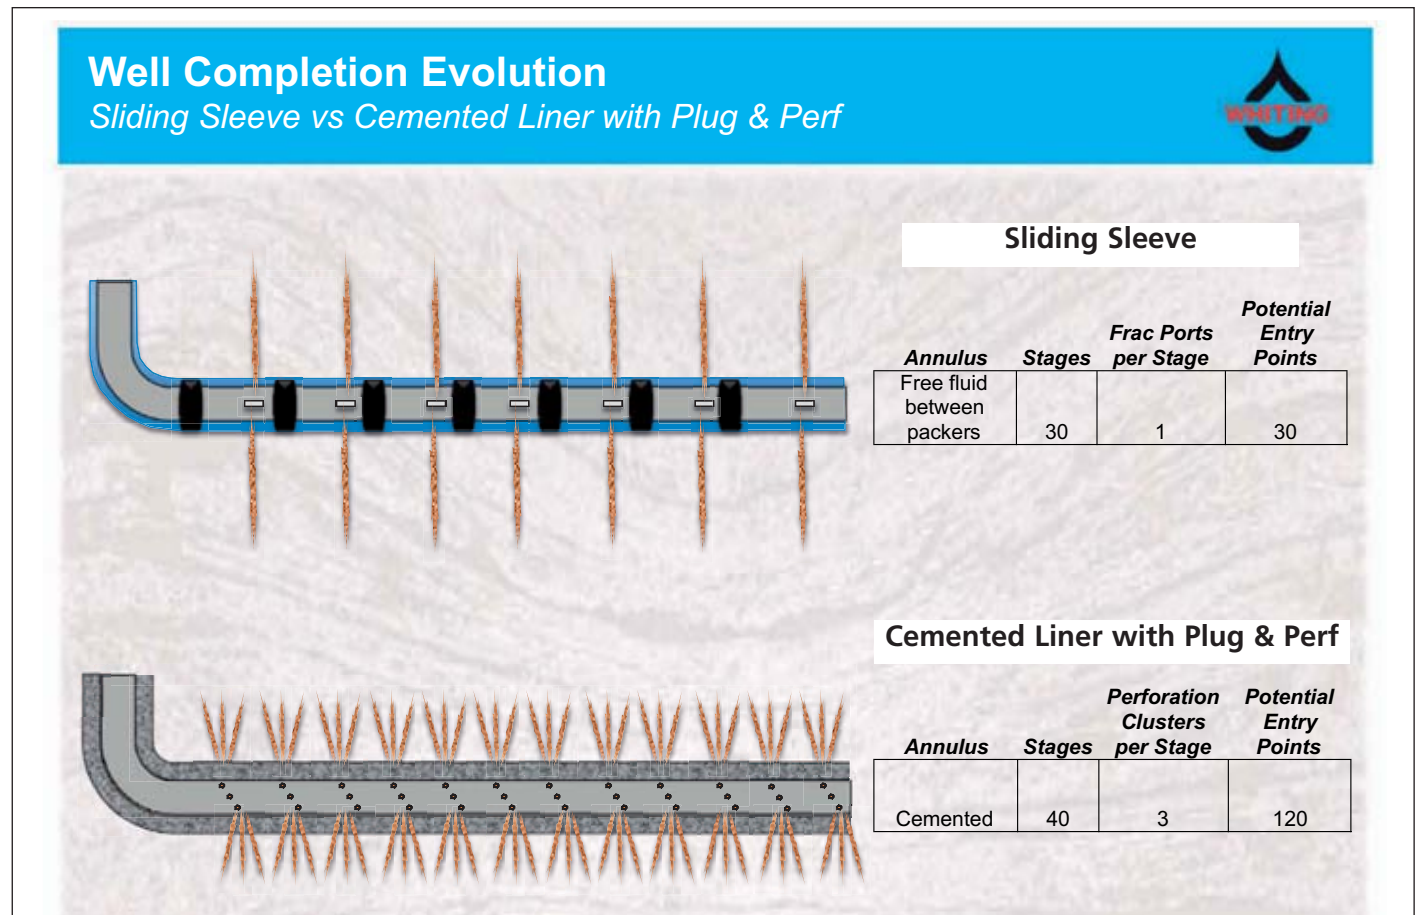 Well Completion Evolution
Sliding Sleeve vs Cemented Liner with Plug & Perf
WHITING
Sliding Sleeve
Potential
Frac Ports Entry
Annulus Stages per Stage Points
Free fluid
between
packers 30 1 30
Cemented Liner with Plug & Perf
Perforation Potential
Clusters Entry
Annulus Stages per Stage Points
Cemented 40 3 120